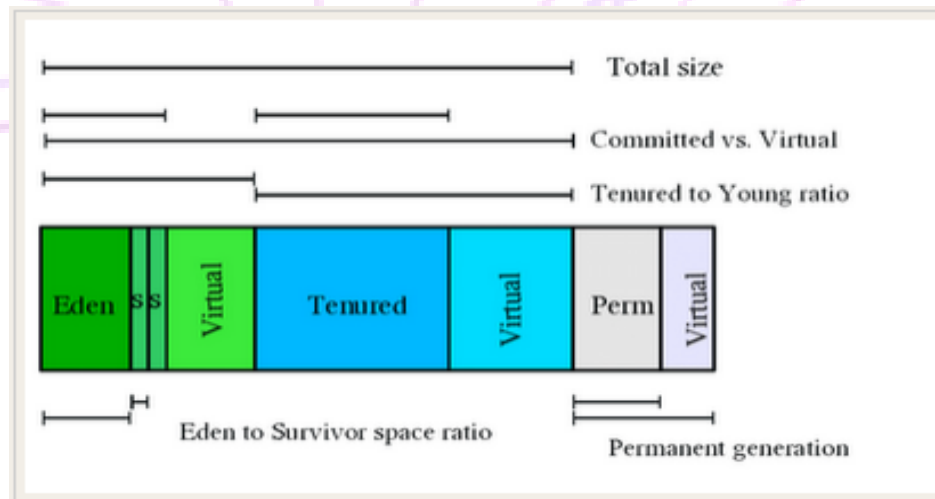 Total size
Committed vs. Virtual
Tenured to Young ratio
Eden
S
S
Virtual
Tenured
Virtual
Perm
Virtual
Eden to Survivor space ratio
Permanent generation